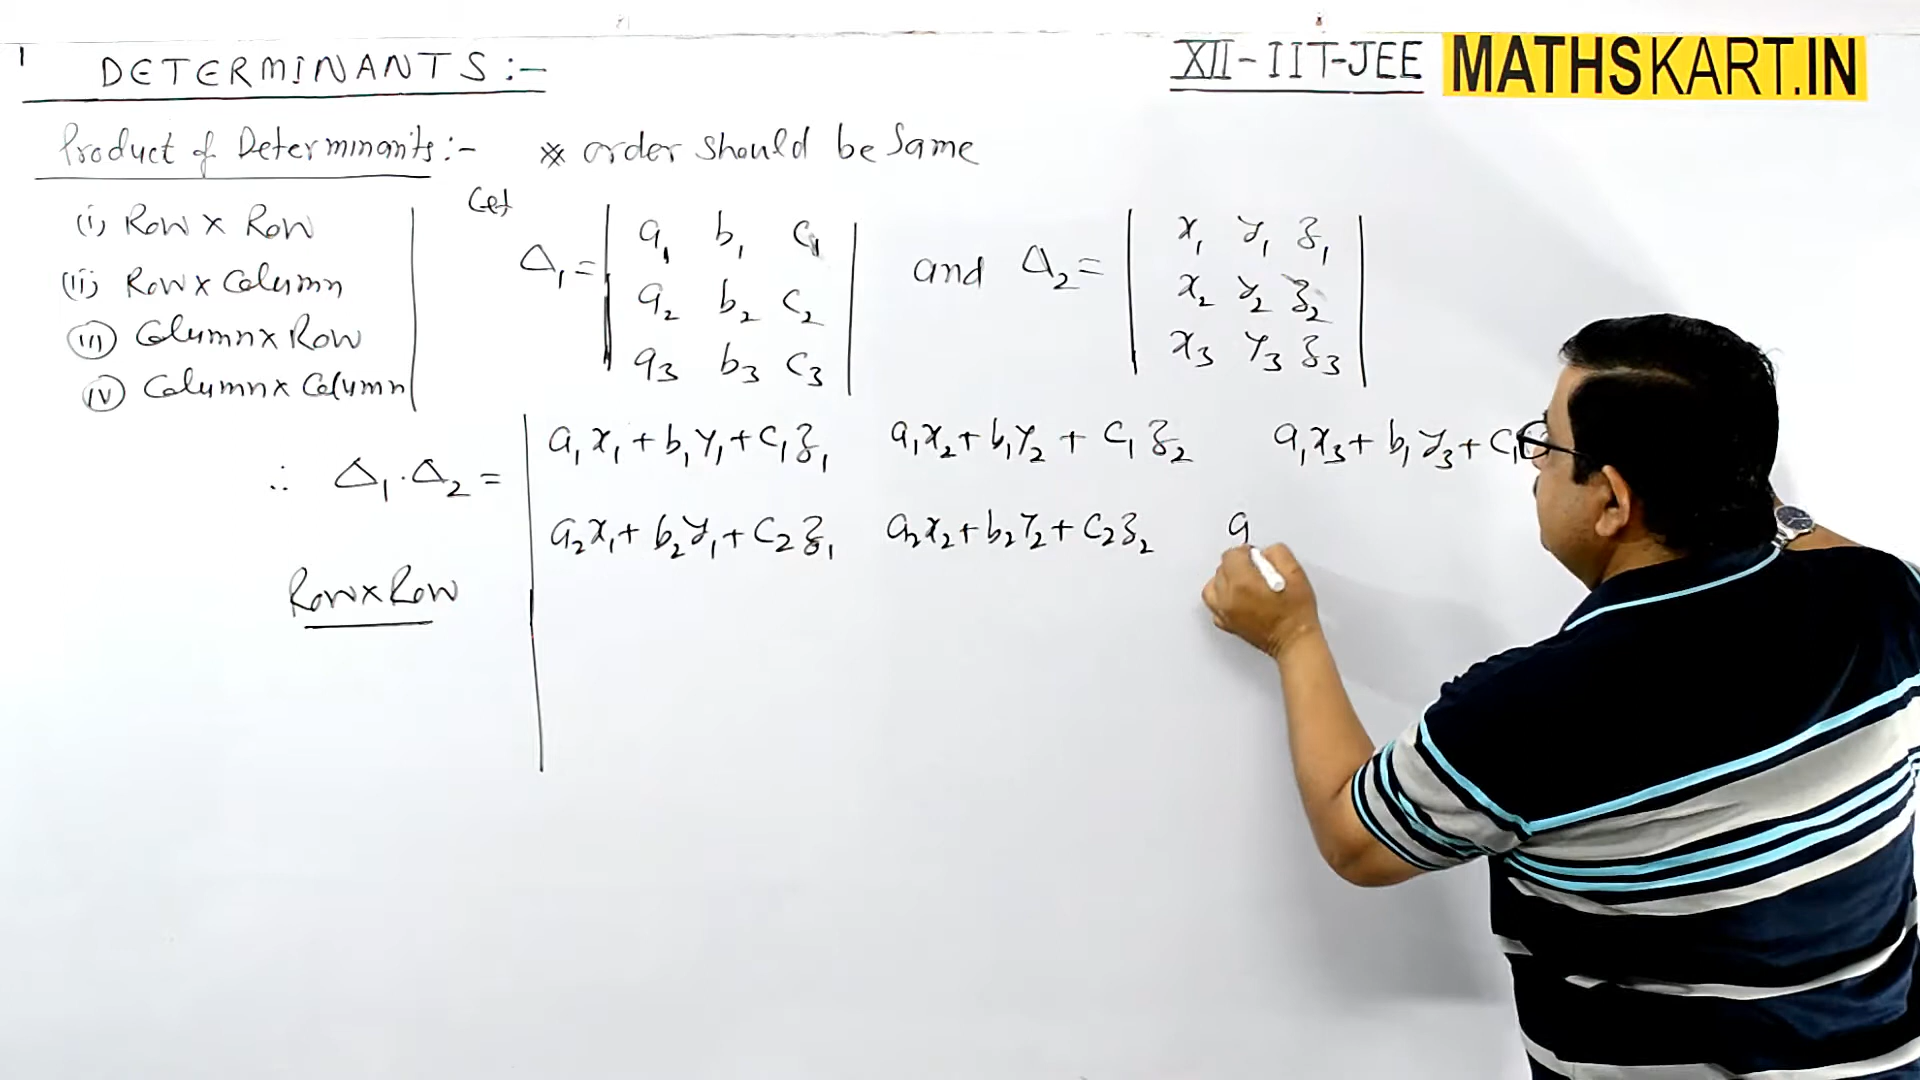 1 DETERMINANTS :- XII - IIT-JEE MATHSKART.IN
Product of Determinants :- ※ order should be Same
(i) Row × Row
(ii) Row × Column
(iii) Column × Row
(iv) Column × Column
Let
Δ₁ = | a₁ b₁ c₁ | and Δ₂ = | x₁ y₁ z₁ |
a₂ b₂ c₂ x₂ y₂ z₂
a₃ b₃ c₃ x₃ y₃ z₃
∴ Δ₁·Δ₂ = | a₁x₁ + b₁y₁ + c₁z₁ a₁x₂ + b₁y₂ + c₁z₂ a₁x₃ + b₁y₃ + c₁
a₂x₁ + b₂y₁ + c₂z₁ a₂x₂ + b₂y₂ + c₂z₂ a
Row × Row